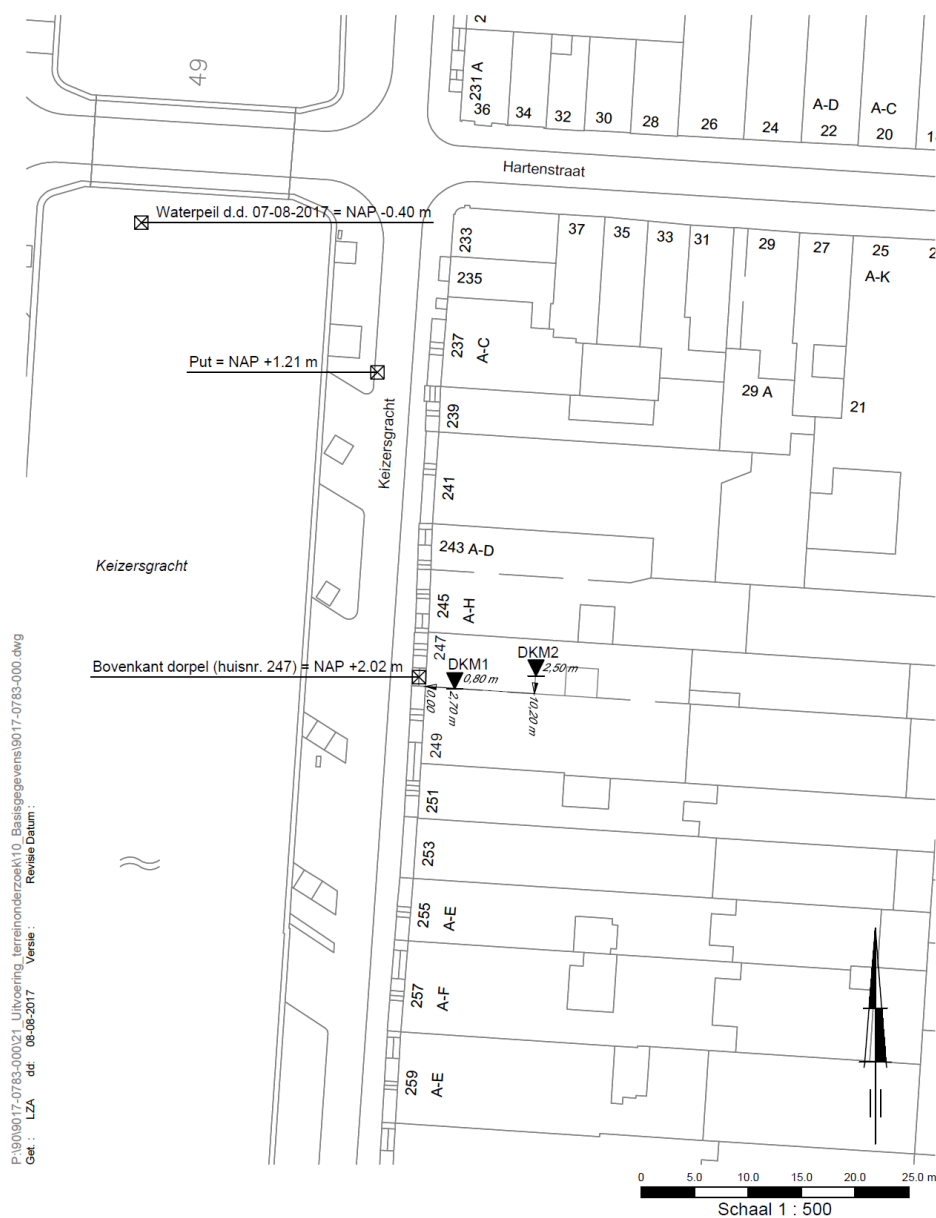 49
2
231 A
36
34
32
30
28
26
24
A-D
22
A-C
20
Hartenstraat
Waterpeil d.d. 07-08-2017 = NAP -0.40 m
233
37
35
33
31
29
27
25
2
A-K
235
237
A-C
Put = NAP +1.21 m
29 A
21
239
Keizersgracht
241
243 A-D
Keizersgracht
245
A-H
247
DKM1
DKM2
Bovenkant dorpel (huisnr. 247) = NAP +2.02 m
0,80 m
2,50 m
0,00
2,70 m
10,20 m
249
251
253
255
A-E
257
A-F
259
A-E
P:\90\9017-0783-000\21_Uitvoering_terreinonderzoek\10_Basisgegevens\9017-0783-000.dwg
Get. : LZA dd: 08-08-2017 Versie : Revisie Datum :
0 5.0 10.0 15.0 20.0 25.0 m
Schaal 1 : 500